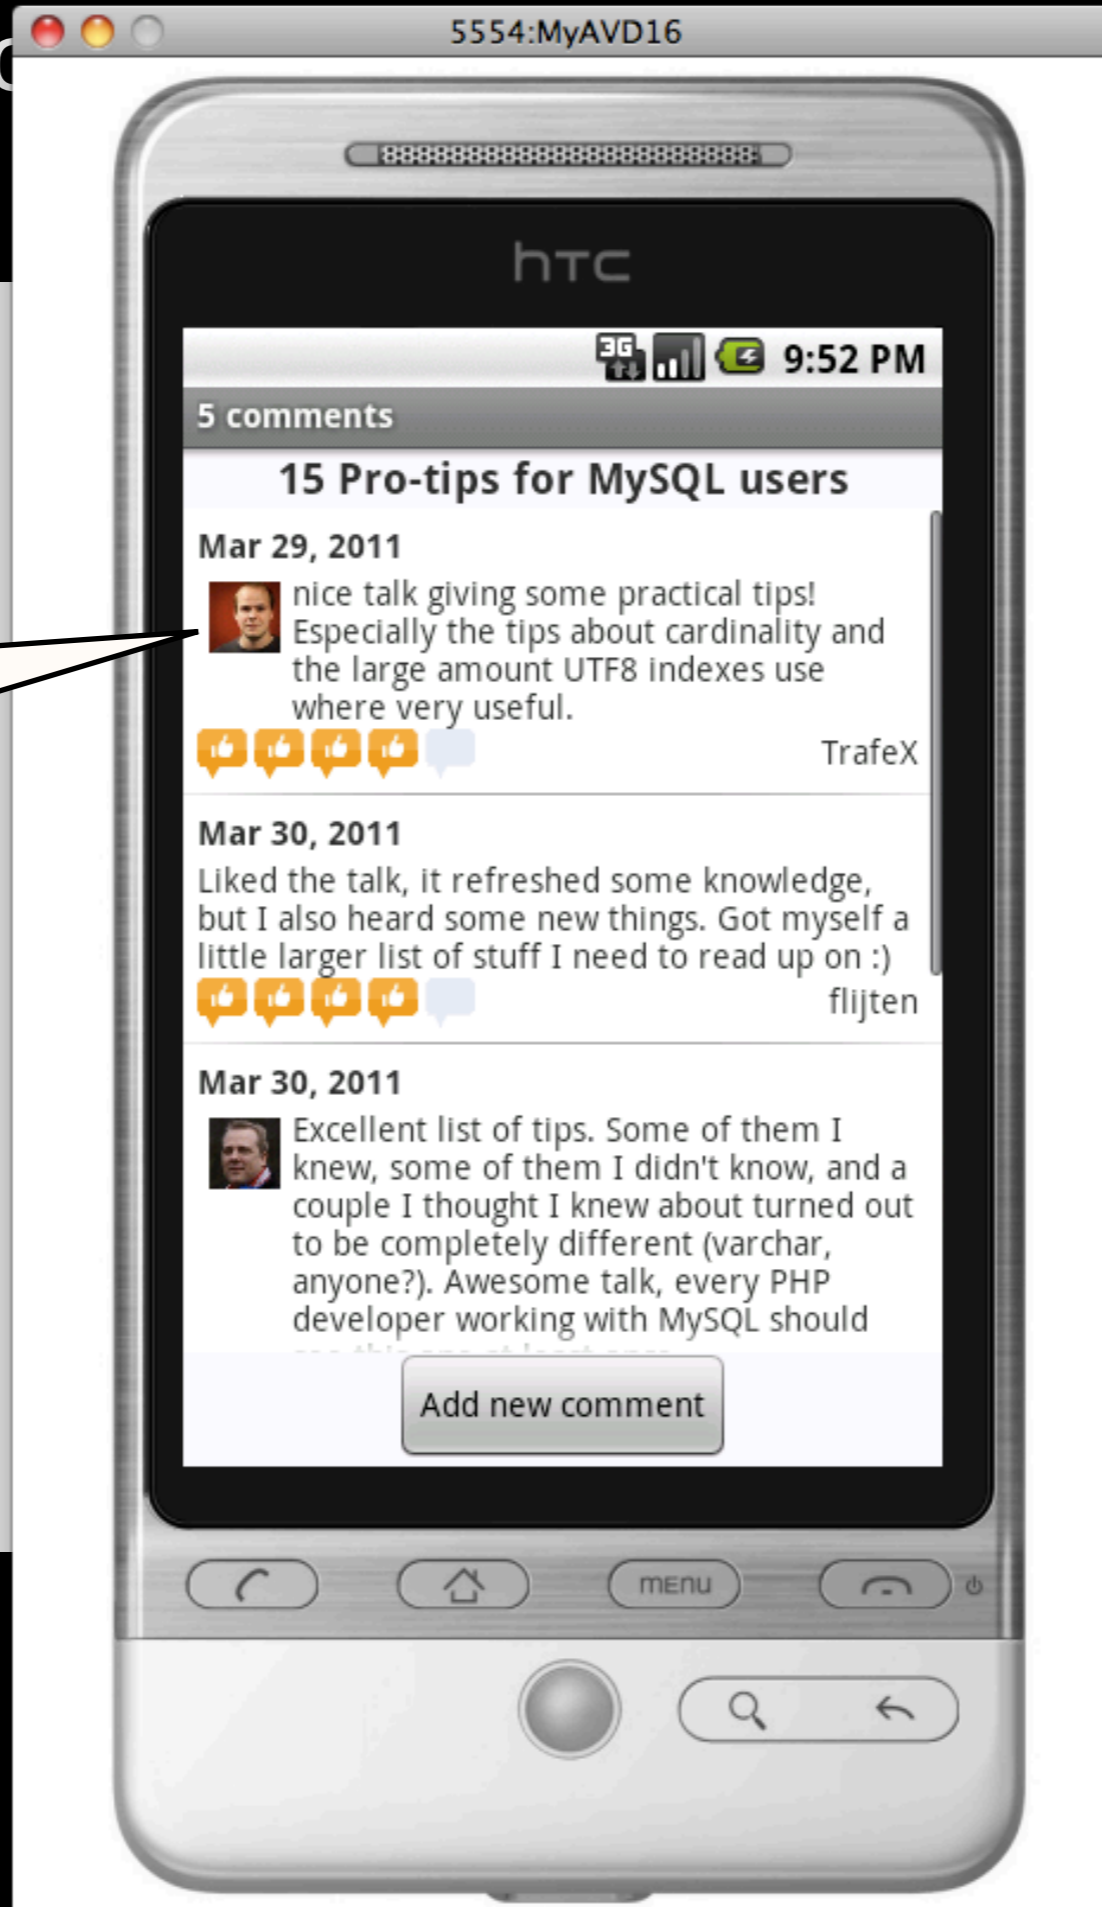 5554:MyAVD16
hTC
3G
9:52 PM
5 comments
15 Pro-tips for MySQL users
Mar 29, 2011
nice talk giving some practical tips!
Especially the tips about cardinality and
the large amount UTF8 indexes use
where very useful.
TrafeX
Mar 30, 2011
Liked the talk, it refreshed some knowledge,
but I also heard some new things. Got myself a
little larger list of stuff I need to read up on :)
flijten
Mar 30, 2011
Excellent list of tips. Some of them I
knew, some of them I didn't know, and a
couple I thought I knew about turned out
to be completely different (varchar,
anyone?). Awesome talk, every PHP
developer working with MySQL should
Add new comment
MENU